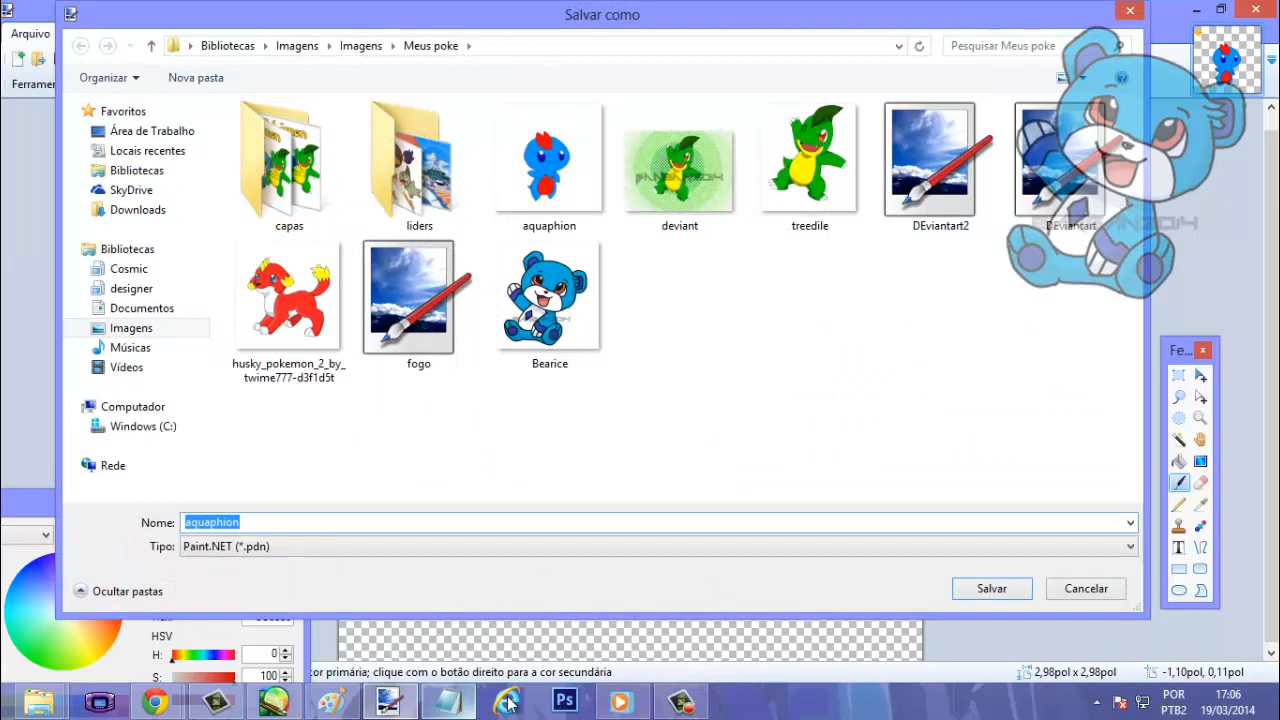 Salvar como
Arquivo
Bibliotecas
Imagens
Imagens
Meus poke
Pesquisar Meus poke
Organizar
Nova pasta
Ferramer
Favoritos
Área de Trabalho
Locais recentes
Bibliotecas
SkyDrive
Downloads
Bibliotecas
Cosmic
designer
Documentos
Imagens
Músicas
Vídeos
Computador
Windows (C:)
Rede
capas
liders
aquaphion
deviant
treedile
DEviantart2
DEviantart
husky_pokemon_2_by_
twime777-d3f1d5t
fogo
Bearice
Fe...
Nome:
aquaphion
Tipo:
Paint.NET (*.pdn)
Ocultar pastas
Salvar
Cancelar
HSV
H:
0
S:
100
cor primária; clique com o botão direito para a cor secundária
2,98pol x 2,98pol
-1,10pol, 0,11pol
Ps
POR
PTB2
17:06
19/03/2014